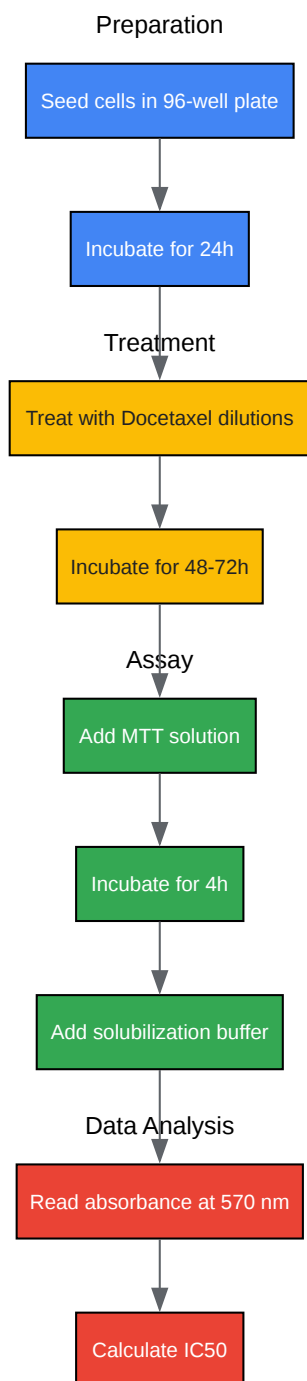 Preparation
Seed cells in 96-well plate
Incubate for 24h
Treatment
Treat with Docetaxel dilutions
Incubate for 48-72h
Assay
Add MTT solution
Incubate for 4h
Add solubilization buffer
Data Analysis
Read absorbance at 570 nm
Calculate IC50